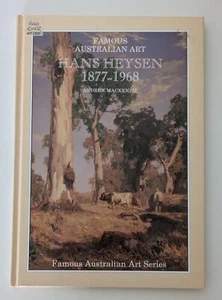 FAMOUS
AUSTRALIAN ART
HANS HEYSEN
1877-1968
ANDREW MACKENZIE
Famous Australian Art Series